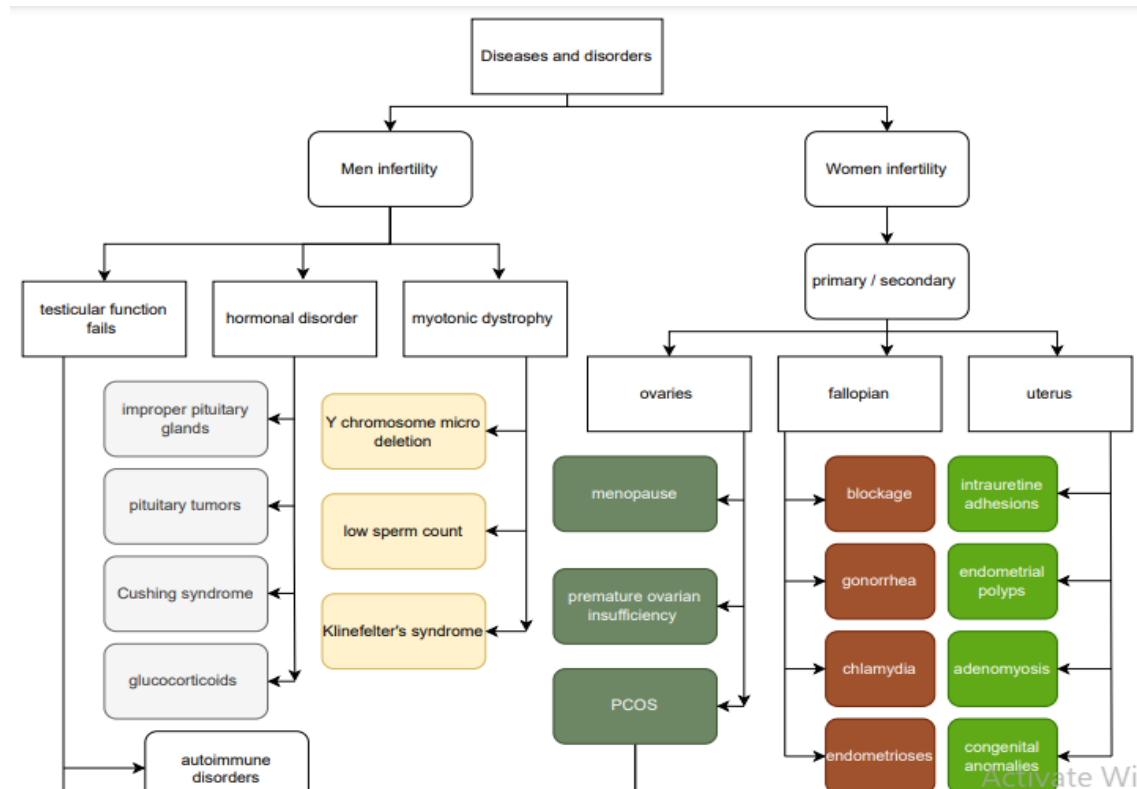 Diseases and disorders
Men infertility
Women infertility
primary / secondary
testicular function
fails
hormonal disorder
myotonic dystrophy
ovaries
fallopian
uterus
improper pituitary
glands
pituitary tumors
Cushing syndrome
glucocorticoids
Y chromosome micro
deletion
low sperm count
Klinefelter's syndrome
menopause
premature ovarian
insufficiency
PCOS
blockage
gonorrhea
chlamydia
endometrioses
intrauretine
adhesions
endometrial
polyps
adenomyosis
congenital
anomalies
autoimmune
disorders
Activate Wi